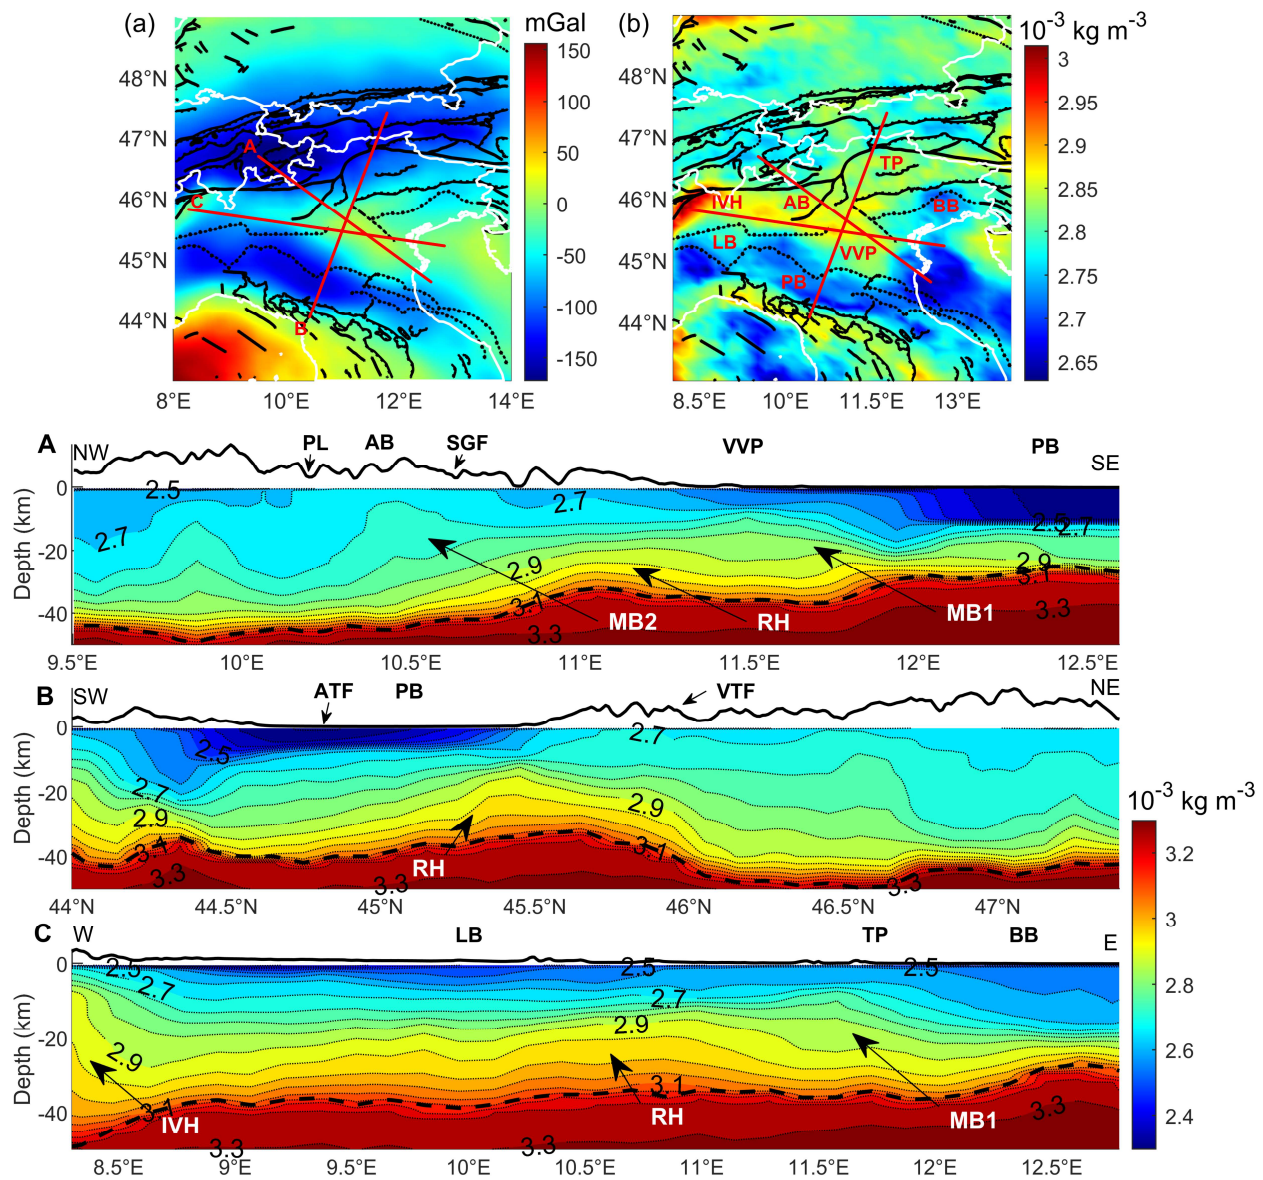 (a)
mGal
150
100
50
0
-50
-100
-150
48°N
47°N
46°N
45°N
44°N
8°E 10°E 12°E 14°E
A
C
B
(b)
10-3 kg m-3
3
2.95
2.9
2.85
2.8
2.75
2.7
2.65
48°N
47°N
46°N
45°N
44°N
8.5°E 10°E 11.5°E 13°E
TP
IVH AB BB
LB
VVP
PB
A
NW PL AB SGF VVP PB SE
Depth (km)
0
-20
-40
2.5
2.7
2.7
2.5 2.7
2.9
2.9
3.1
3.1
3.3
3.3
MB2 RH MB1
9.5°E 10°E 10.5°E 11°E 11.5°E 12°E 12.5°E
B
SW ATF PB VTF NE
Depth (km)
0
-20
-40
2.5
2.7
2.7
2.9
2.9
3.1
3.1
3.3
3.3
3.3
RH
44°N 44.5°N 45°N 45.5°N 46°N 46.5°N 47°N
10-3 kg m-3
3.2
3
2.8
2.6
2.4
C
W LB TP BB E
Depth (km)
0
-20
-40
2.5 2.5 2.5
2.7
2.7
2.9
2.9
3.1
3.1
3.3
3.3
3.3
IVH RH MB1
8.5°E 9°E 9.5°E 10°E 10.5°E 11°E 11.5°E 12°E 12.5°E